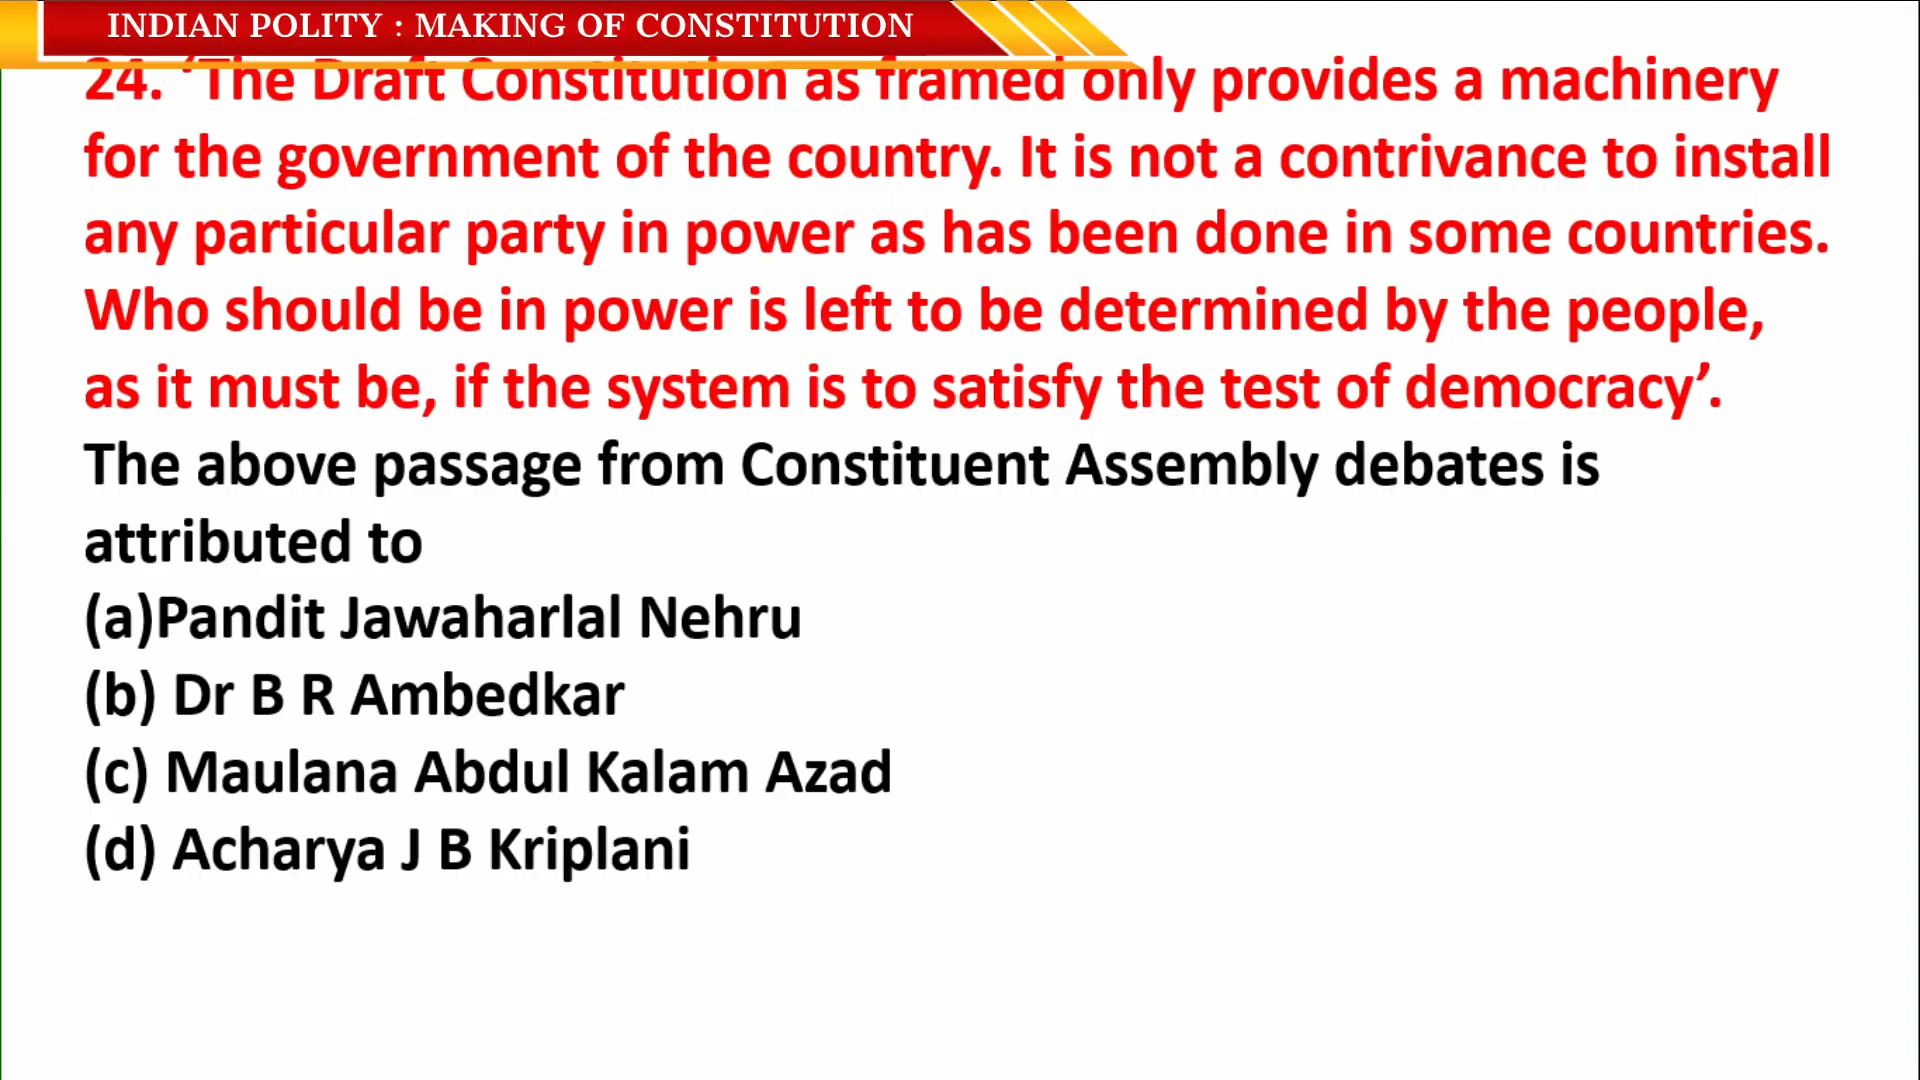 INDIAN POLITY : MAKING OF CONSTITUTION
24. ‘The Draft Constitution as framed only provides a machinery
for the government of the country. It is not a contrivance to install
any particular party in power as has been done in some countries.
Who should be in power is left to be determined by the people,
as it must be, if the system is to satisfy the test of democracy’.
The above passage from Constituent Assembly debates is
attributed to
(a)Pandit Jawaharlal Nehru
(b) Dr B R Ambedkar
(c) Maulana Abdul Kalam Azad
(d) Acharya J B Kriplani